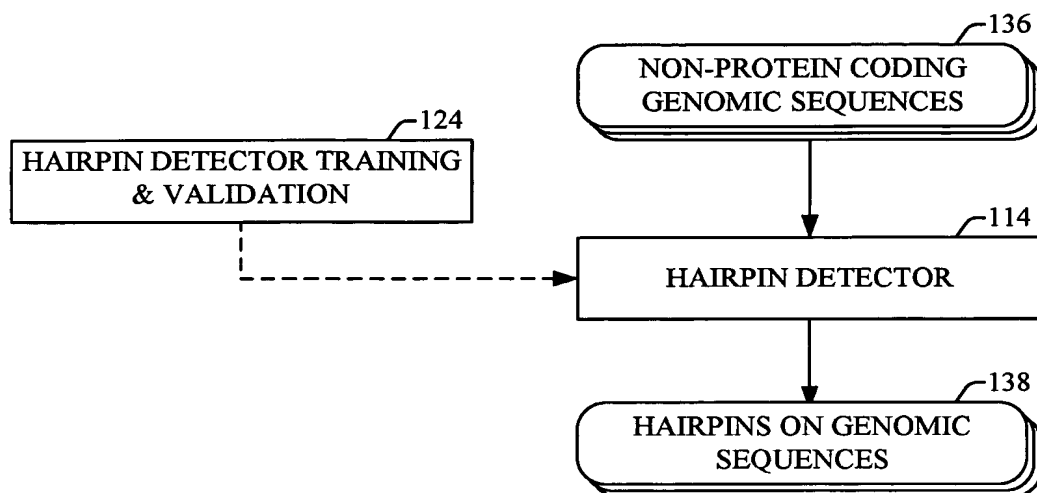 136
NON-PROTEIN CODING
GENOMIC SEQUENCES
124
HAIRPIN DETECTOR TRAINING
& VALIDATION
114
HAIRPIN DETECTOR
138
HAIRPINS ON GENOMIC
SEQUENCES